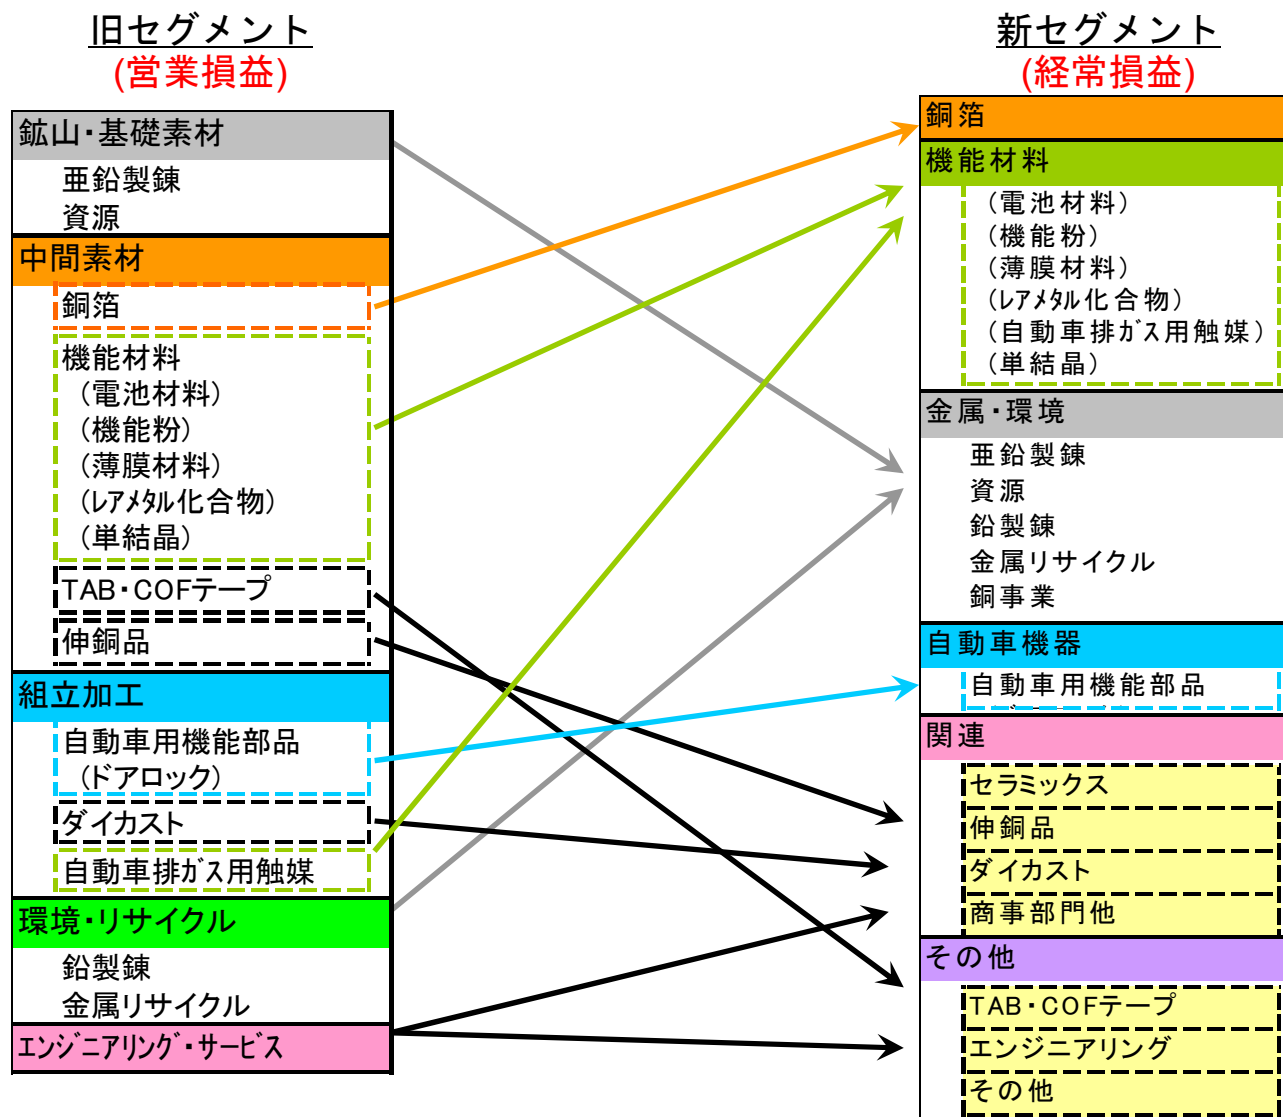 旧セグメント
(営業損益)
鉱山・基礎素材
亜鉛製錬
資源
中間素材
銅箔
機能材料
(電池材料)
(機能粉)
(薄膜材料)
(ﾚｱﾒﾀﾙ化合物)
(単結晶)
TAB・COFテープ
伸銅品
組立加工
自動車用機能部品
(ドアロック)
ダイカスト
自動車排ｶﾞｽ用触媒
環境・リサイクル
鉛製錬
金属リサイクル
ｴﾝｼﾞﾆｱﾘﾝｸﾞ・ｻｰﾋﾞｽ
新セグメント
(経常損益)
銅箔
機能材料
(電池材料)
(機能粉)
(薄膜材料)
(ﾚｱﾒﾀﾙ化合物)
(自動車排ｶﾞｽ用触媒)
(単結晶)
金属・環境
亜鉛製錬
資源
鉛製錬
金属リサイクル
銅事業
自動車機器
自動車用機能部品
関連
セラミックス
伸銅品
ダイカスト
商事部門他
その他
TAB・COFテープ
エンジニアリング
その他